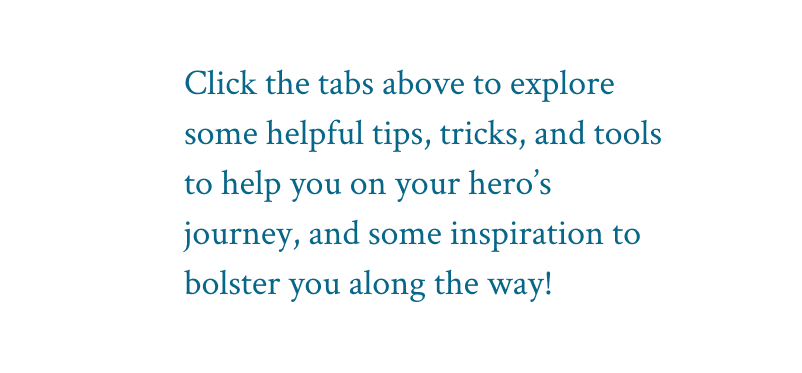 Click the tabs above to explore
some helpful tips, tricks, and tools
to help you on your hero’s
journey, and some inspiration to
bolster you along the way!